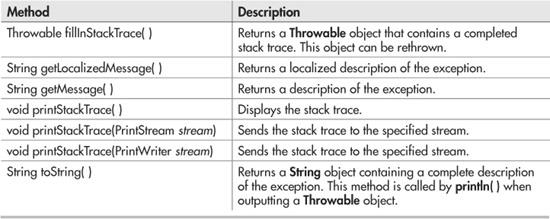 Method Description
Throwable fillInStackTrace( ) Returns a Throwable object that contains a completed
stack trace. This object can be rethrown.
String getLocalizedMessage( ) Returns a localized description of the exception.
String getMessage( ) Returns a description of the exception.
void printStackTrace( ) Displays the stack trace.
void printStackTrace(PrintStream stream) Sends the stack trace to the specified stream.
void printStackTrace(PrintWriter stream) Sends the stack trace to the specified stream.
String toString( ) Returns a String object containing a complete description
of the exception. This method is called by println( ) when
outputting a Throwable object.